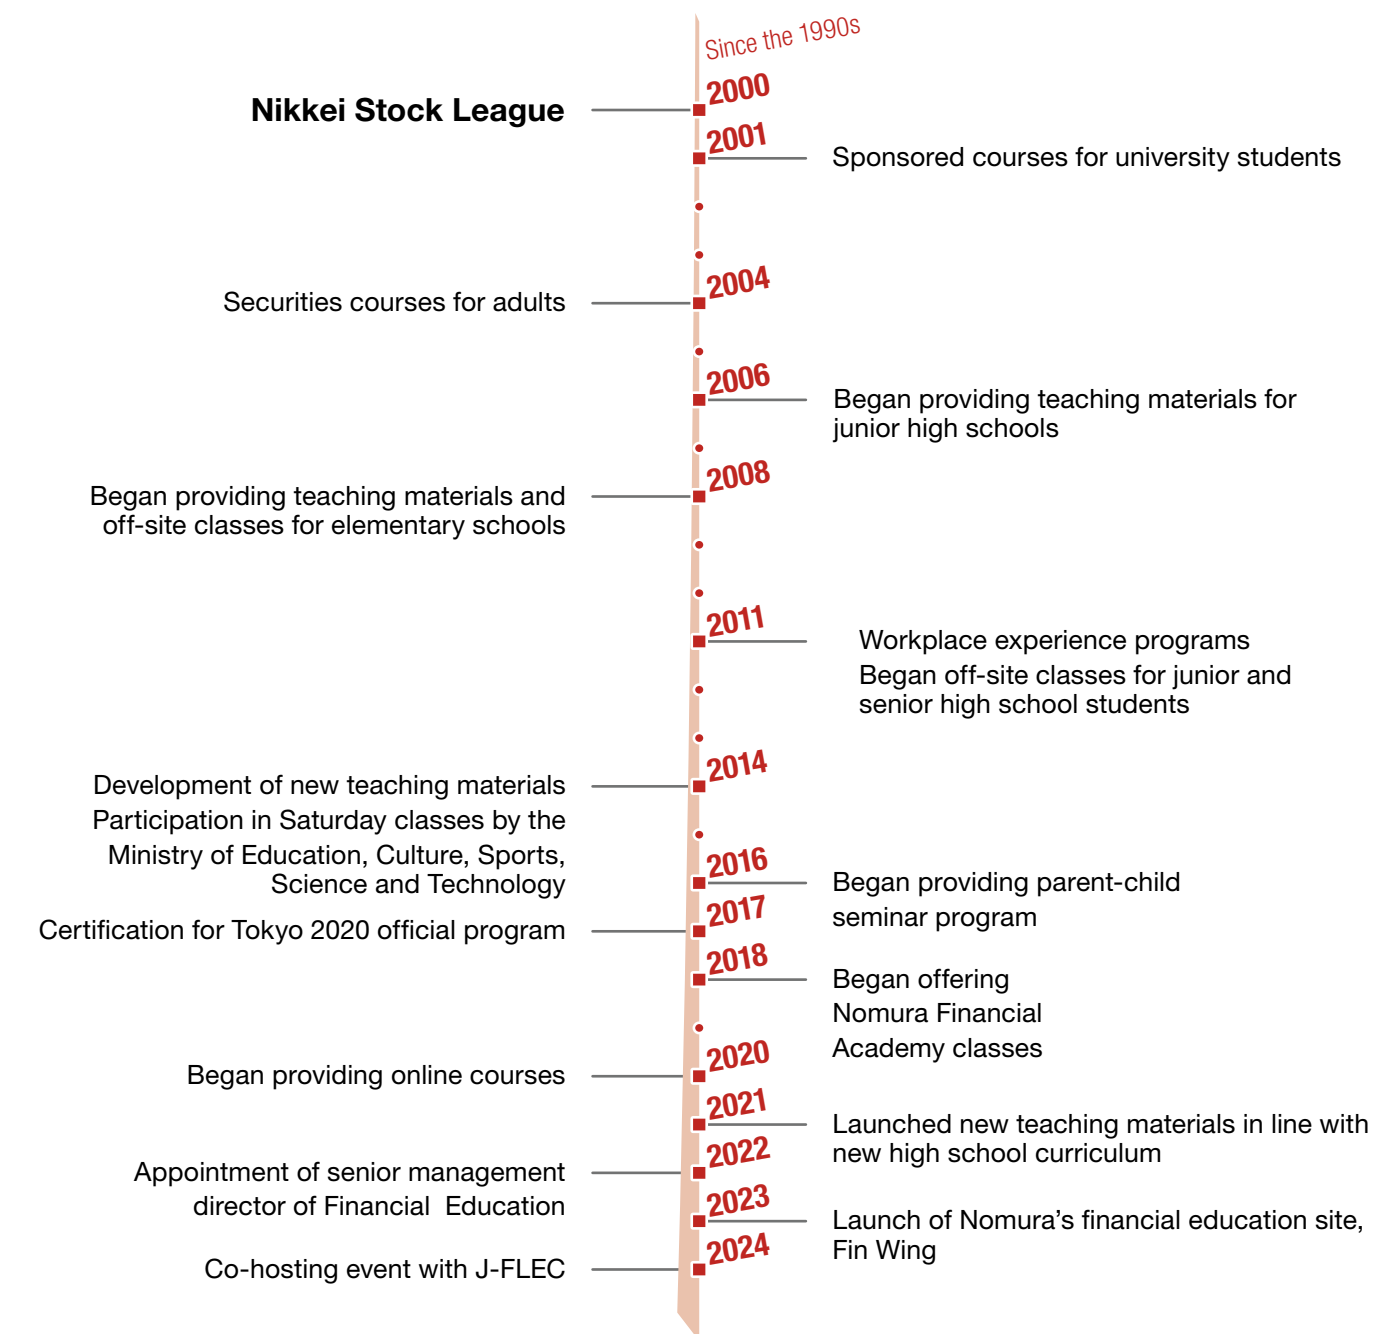 Since the 1990s
2000
Nikkei Stock League
2001
Sponsored courses for university students
2004
Securities courses for adults
2006
Began providing teaching materials for
junior high schools
2008
Began providing teaching materials and
off-site classes for elementary schools
2011
Workplace experience programs
Began off-site classes for junior and
senior high school students
2014
Development of new teaching materials
Participation in Saturday classes by the
Ministry of Education, Culture, Sports,
Science and Technology
2016
Began providing parent-child
seminar program
2017
Certification for Tokyo 2020 official program
2018
Began offering
Nomura Financial
Academy classes
2020
Began providing online courses
2021
Launched new teaching materials in line with
new high school curriculum
2022
Appointment of senior management
director of Financial Education
2023
Launch of Nomura’s financial education site,
Fin Wing
2024
Co-hosting event with J-FLEC